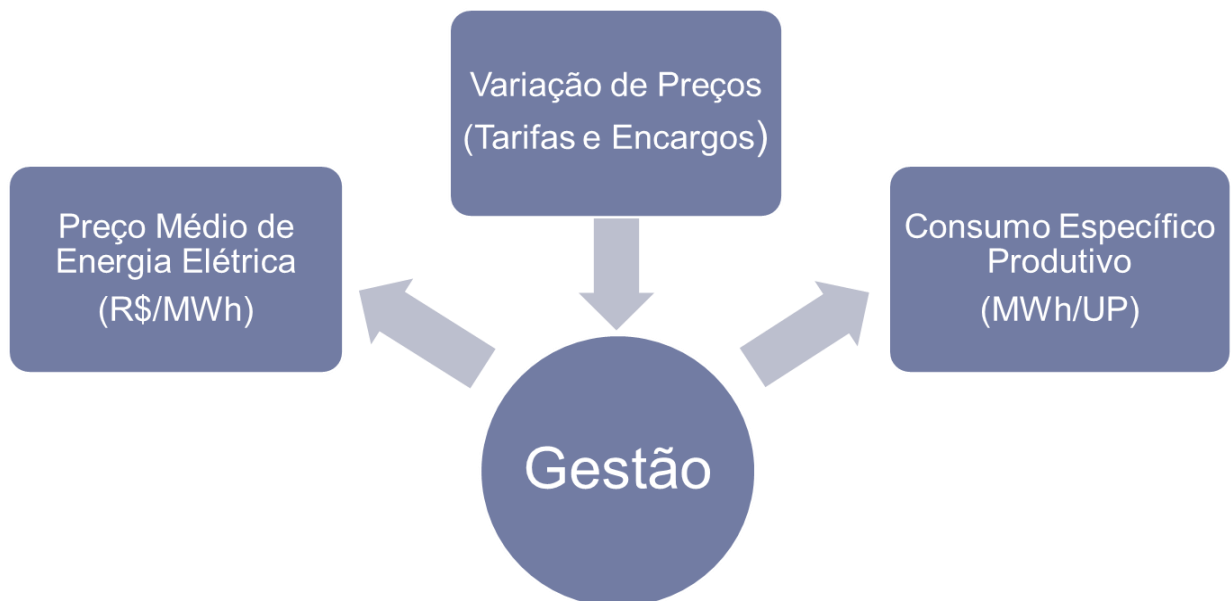 Variação de Preços
(Tarifas e Encargos)
Preço Médio de
Energia Elétrica
(R$/MWh)
Consumo Específico
Produtivo
(MWh/UP)
Gestão